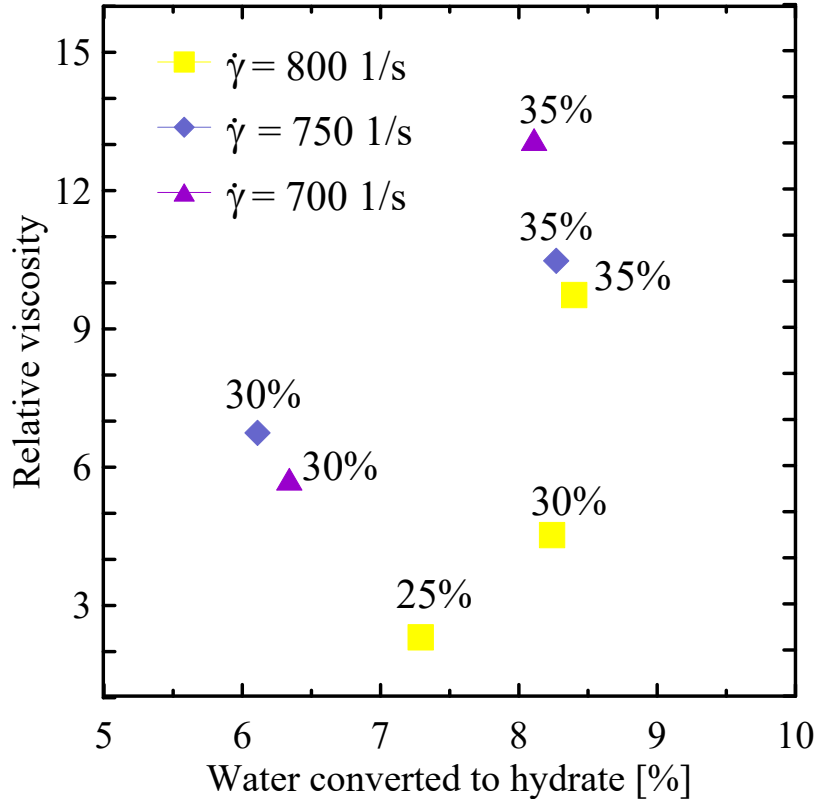 15
12
9
6
3
Relative viscosity
γ̇ = 800 1/s
γ̇ = 750 1/s
γ̇ = 700 1/s
35%
35%
35%
30%
30%
30%
25%
5 6 7 8 9 10
Water converted to hydrate [%]